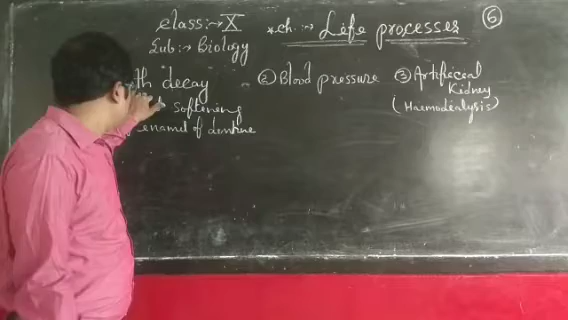 Class:→ X
Sub:→ Biology
*ch.:→ Life processes
6
th decay
Softening
enamel of dentine
② Blood pressure
③ Artificial
Kidney
(Haemodialysis)